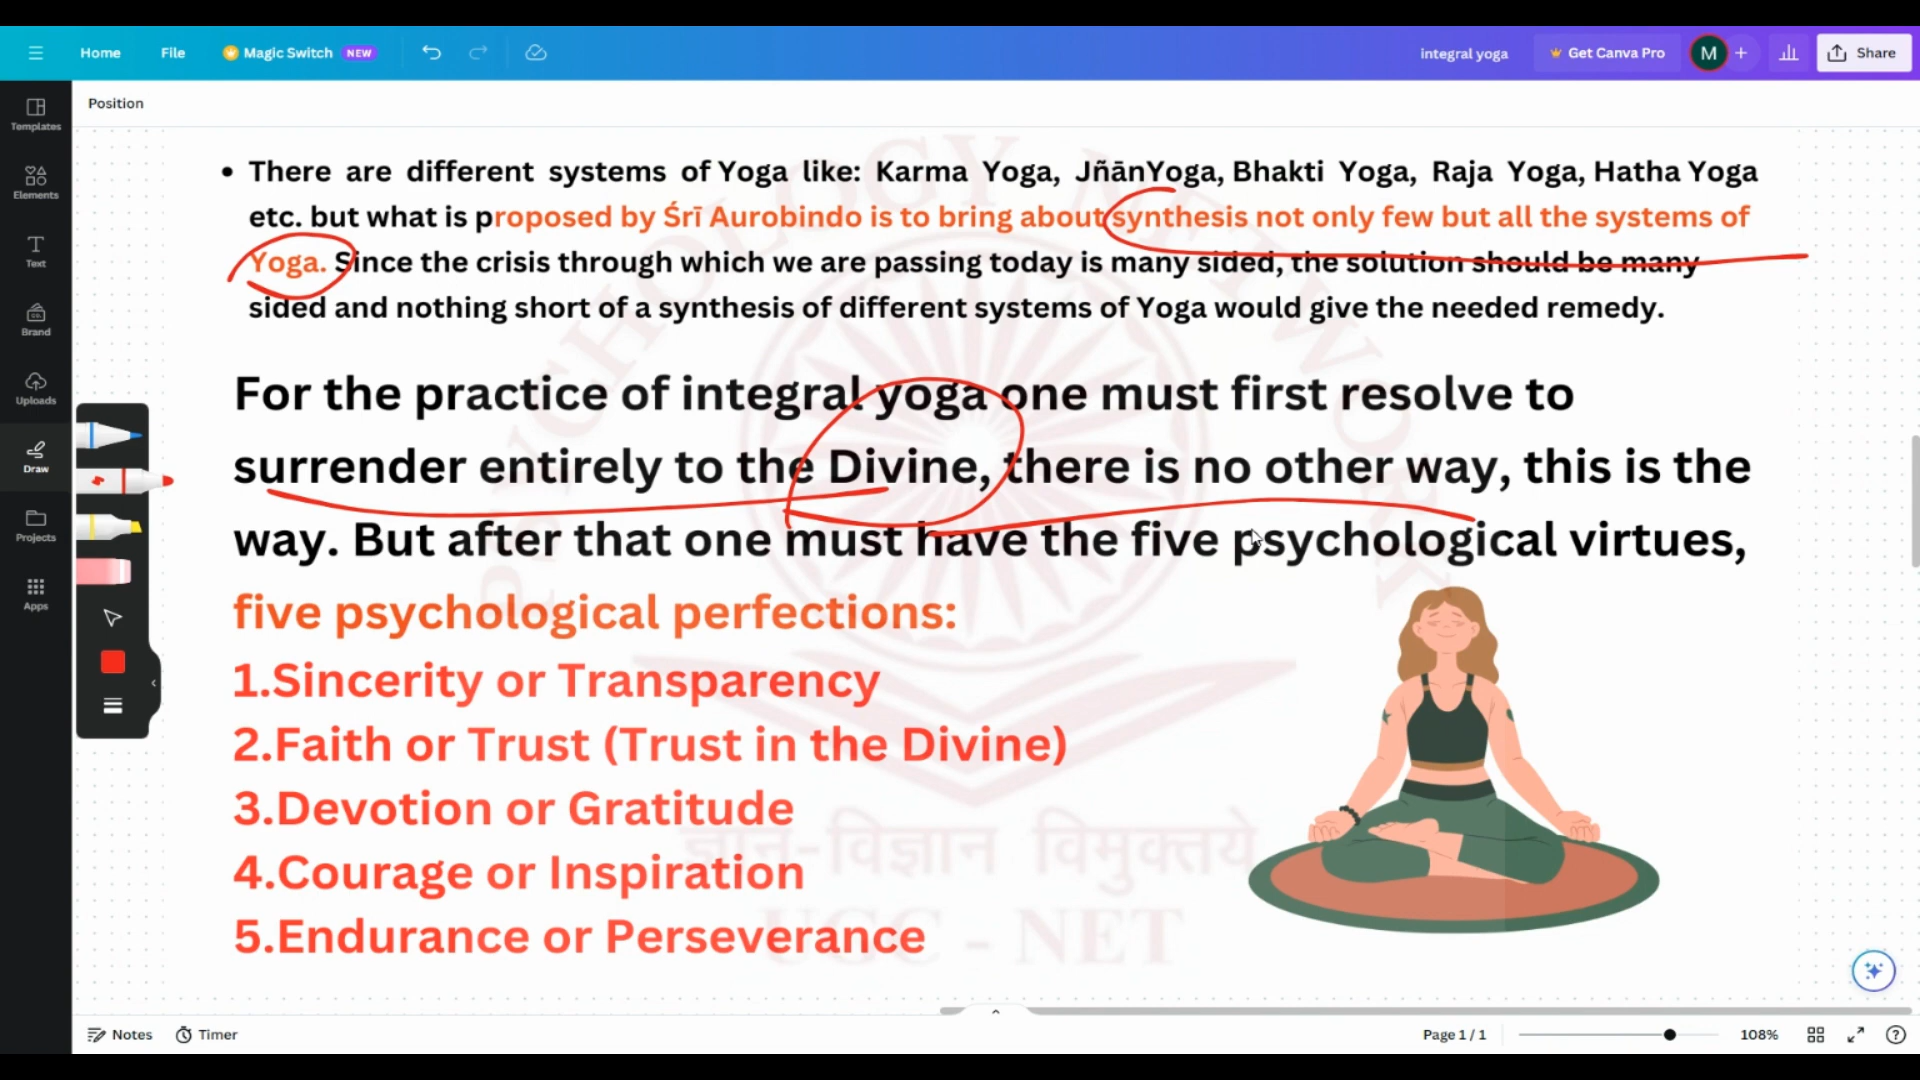 Home File Magic Switch NEW integral yoga Get Canva Pro M + Share
Position
Templates
Elements
Text
Brand
Uploads
Draw
Projects
Apps
• There are different systems of Yoga like: Karma Yoga, JñānYoga, Bhakti Yoga, Raja Yoga, Hatha Yoga
etc. but what is proposed by Śrī Aurobindo is to bring about synthesis not only few but all the systems of
Yoga. Since the crisis through which we are passing today is many sided, the solution should be many
sided and nothing short of a synthesis of different systems of Yoga would give the needed remedy.
For the practice of integral yoga one must first resolve to
surrender entirely to the Divine, there is no other way, this is the
way. But after that one must have the five psychological virtues,
five psychological perfections:
1.Sincerity or Transparency
2.Faith or Trust (Trust in the Divine)
3.Devotion or Gratitude
4.Courage or Inspiration
5.Endurance or Perseverance
PSYCHOLOGY NETWORK
ज्ञान-विज्ञान विमुक्तये
UGC - NET
Notes Timer Page 1 / 1 108%